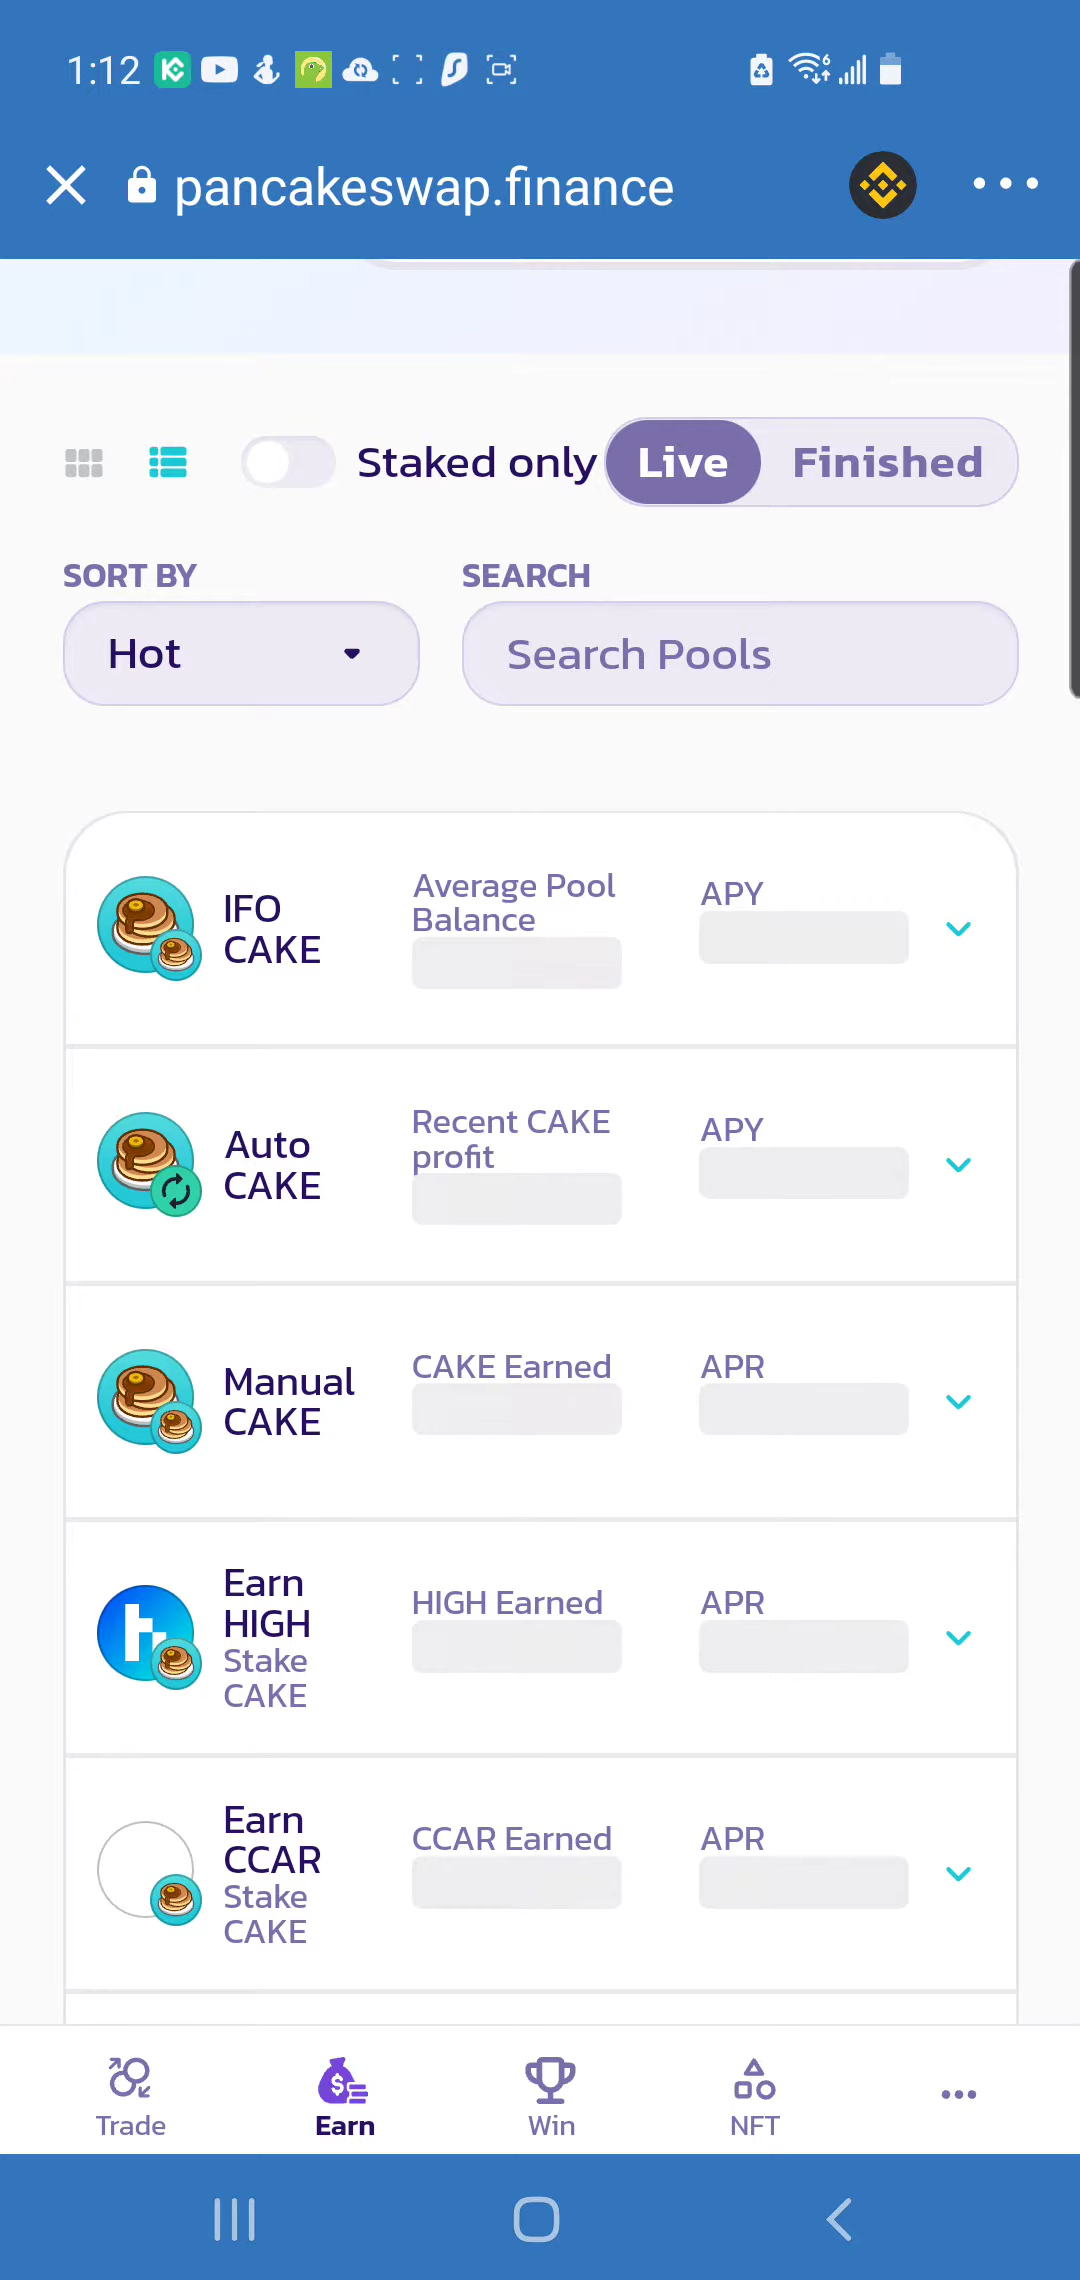 1:12
pancakeswap.finance
Staked only
Live
Finished
SORT BY
SEARCH
Hot
Search Pools
IFO
CAKE
Average Pool
Balance
APY
Auto
CAKE
Recent CAKE
profit
APY
Manual
CAKE
CAKE Earned
APR
Earn
HIGH
Stake
CAKE
HIGH Earned
APR
Earn
CCAR
Stake
CAKE
CCAR Earned
APR
Trade
Earn
Win
NFT